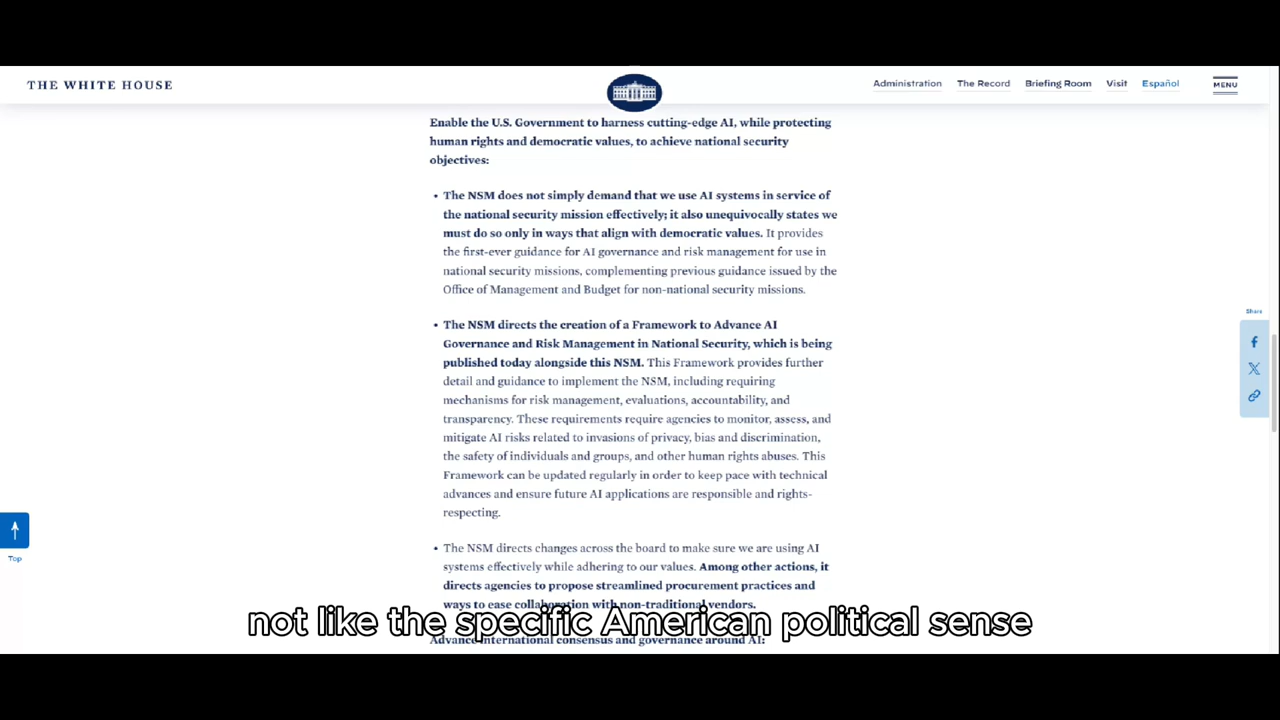 THE WHITE HOUSE
Administration The Record Briefing Room Visit Español MENU
Enable the U.S. Government to harness cutting-edge AI, while protecting
human rights and democratic values, to achieve national security
objectives:
• The NSM does not simply demand that we use AI systems in service of
the national security mission effectively; it also unequivocally states we
must do so only in ways that align with democratic values. It provides
the first-ever guidance for AI governance and risk management for use in
national security missions, complementing previous guidance issued by the
Office of Management and Budget for non-national security missions.
• The NSM directs the creation of a Framework to Advance AI
Governance and Risk Management in National Security, which is being
published today alongside this NSM. This Framework provides further
detail and guidance to implement the NSM, including requiring
mechanisms for risk management, evaluations, accountability, and
transparency. These requirements require agencies to monitor, assess, and
mitigate AI risks related to invasions of privacy, bias and discrimination,
the safety of individuals and groups, and other human rights abuses. This
Framework can be updated regularly in order to keep pace with technical
advances and ensure future AI applications are responsible and rights-
respecting.
• The NSM directs changes across the board to make sure we are using AI
systems effectively while adhering to our values. Among other actions, it
directs agencies to propose streamlined procurement practices and
ways to ease collaboration with non-traditional vendors.
not like the specific American political sense
Advance international consensus and governance around AI:
Share
Top